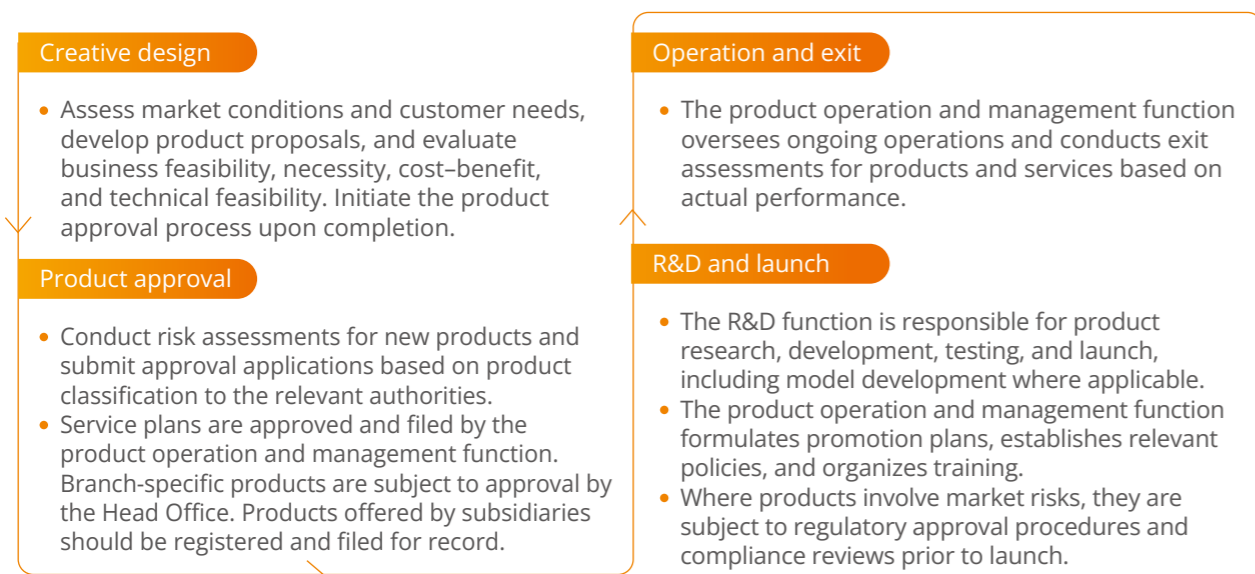 Creative design
• Assess market conditions and customer needs,
develop product proposals, and evaluate
business feasibility, necessity, cost–benefit,
and technical feasibility. Initiate the product
approval process upon completion.
Product approval
• Conduct risk assessments for new products and
submit approval applications based on product
classification to the relevant authorities.
• Service plans are approved and filed by the
product operation and management function.
Branch-specific products are subject to approval by
the Head Office. Products offered by subsidiaries
should be registered and filed for record.
Operation and exit
• The product operation and management function
oversees ongoing operations and conducts exit
assessments for products and services based on
actual performance.
R&D and launch
• The R&D function is responsible for product
research, development, testing, and launch,
including model development where applicable.
• The product operation and management function
formulates promotion plans, establishes relevant
policies, and organizes training.
• Where products involve market risks, they are
subject to regulatory approval procedures and
compliance reviews prior to launch.